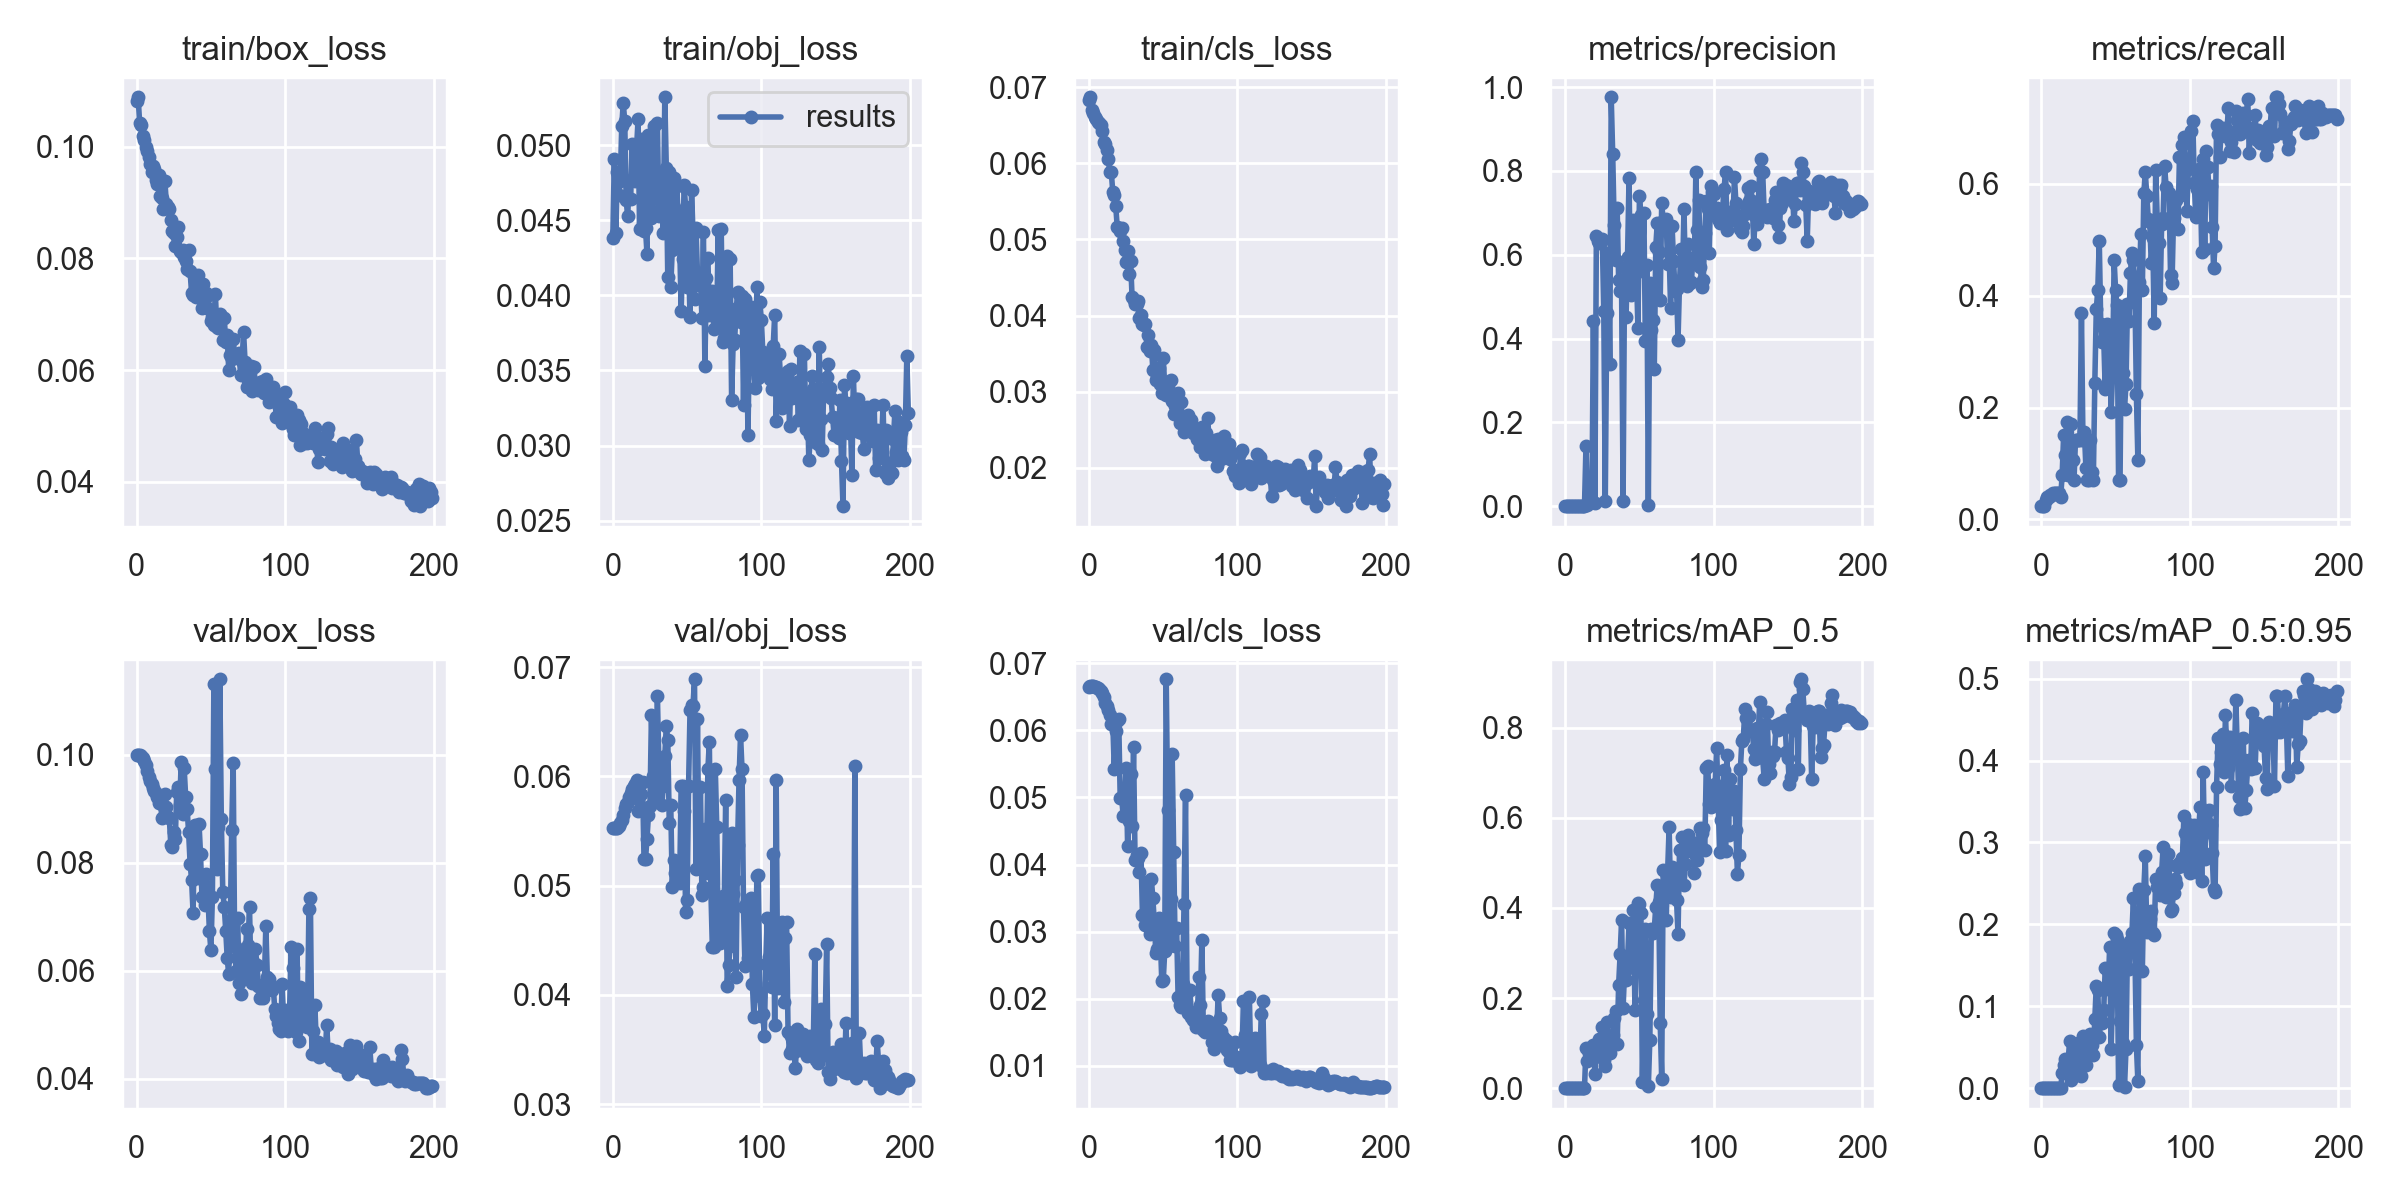 train/box_loss
0.10
0.08
0.06
0.04
0 100 200
train/obj_loss
results
0.050
0.045
0.040
0.035
0.030
0.025
0 100 200
train/cls_loss
0.07
0.06
0.05
0.04
0.03
0.02
0 100 200
metrics/precision
1.0
0.8
0.6
0.4
0.2
0.0
0 100 200
metrics/recall
0.6
0.4
0.2
0.0
0 100 200
val/box_loss
0.10
0.08
0.06
0.04
0 100 200
val/obj_loss
0.07
0.06
0.05
0.04
0.03
0 100 200
val/cls_loss
0.07
0.06
0.05
0.04
0.03
0.02
0.01
0 100 200
metrics/mAP_0.5
0.8
0.6
0.4
0.2
0.0
0 100 200
metrics/mAP_0.5:0.95
0.5
0.4
0.3
0.2
0.1
0.0
0 100 200